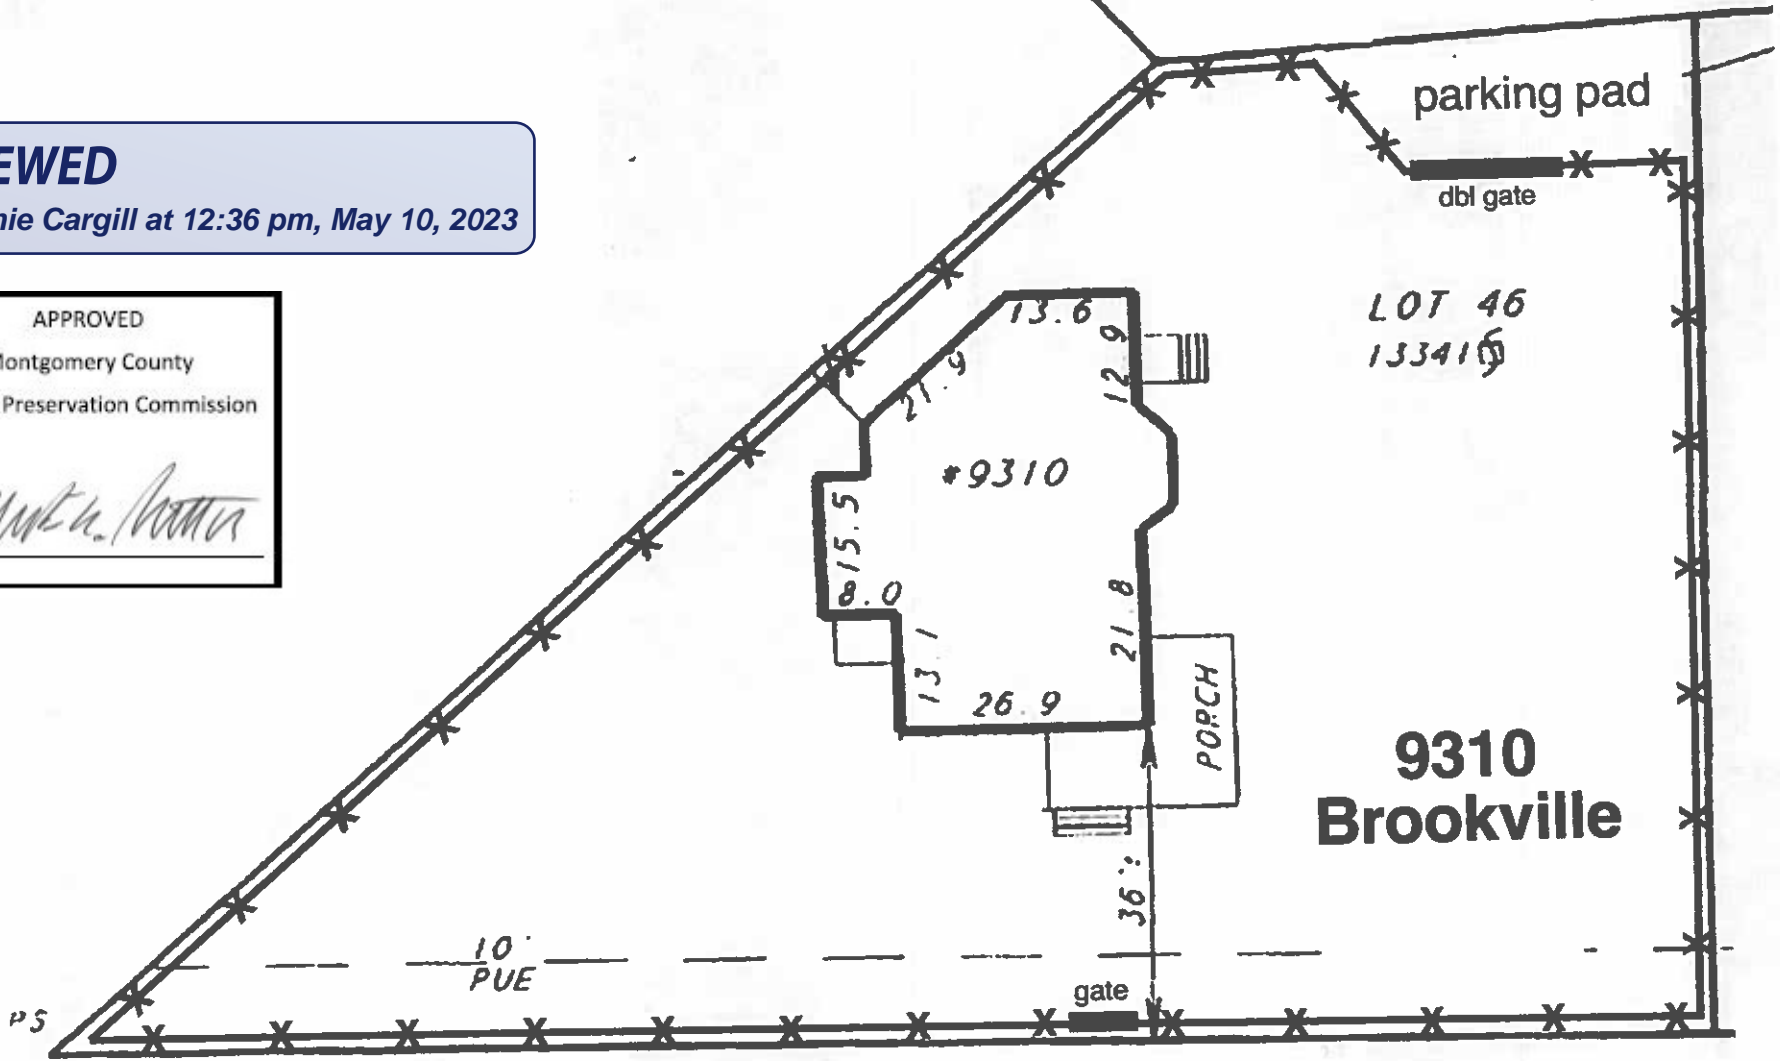 EWED
nie Cargill at 12:36 pm, May 10, 2023
APPROVED
Montgomery County
Preservation Commission
parking pad
dbl gate
LOT 46
13.6
12.9
21.9
#9310
15.5
8.0
13.1
21.8
26.9
PORCH
9310
Brookville
36'±
10'
PUE
gate
PS